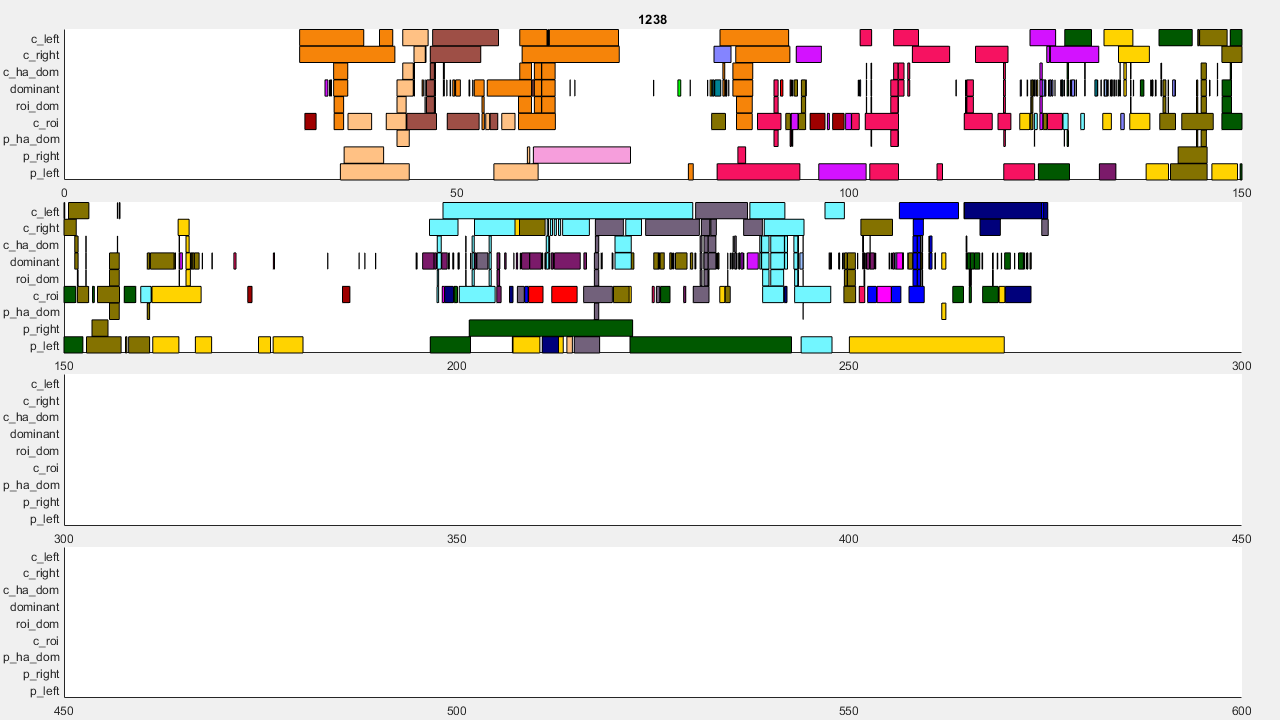 1238
c_left
c_right
c_ha_dom
dominant
roi_dom
c_roi
p_ha_dom
p_right
p_left
0 50 100 150
c_left
c_right
c_ha_dom
dominant
roi_dom
c_roi
p_ha_dom
p_right
p_left
150 200 250 300
c_left
c_right
c_ha_dom
dominant
roi_dom
c_roi
p_ha_dom
p_right
p_left
300 350 400 450
c_left
c_right
c_ha_dom
dominant
roi_dom
c_roi
p_ha_dom
p_right
p_left
450 500 550 600